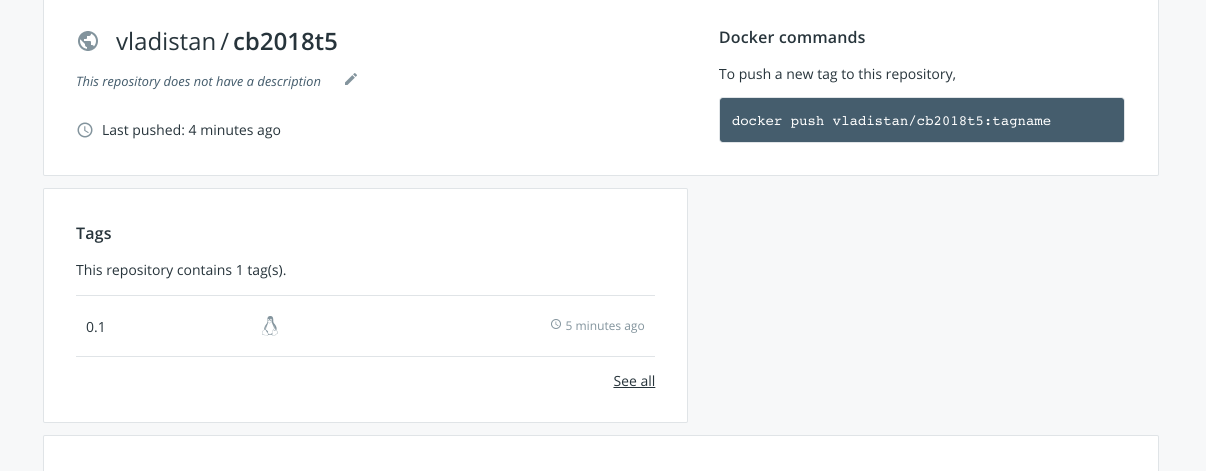 vladistan / cb2018t5
This repository does not have a description
Last pushed: 4 minutes ago
Docker commands
To push a new tag to this repository,
docker push vladistan/cb2018t5:tagname
Tags
This repository contains 1 tag(s).
0.1 5 minutes ago
See all